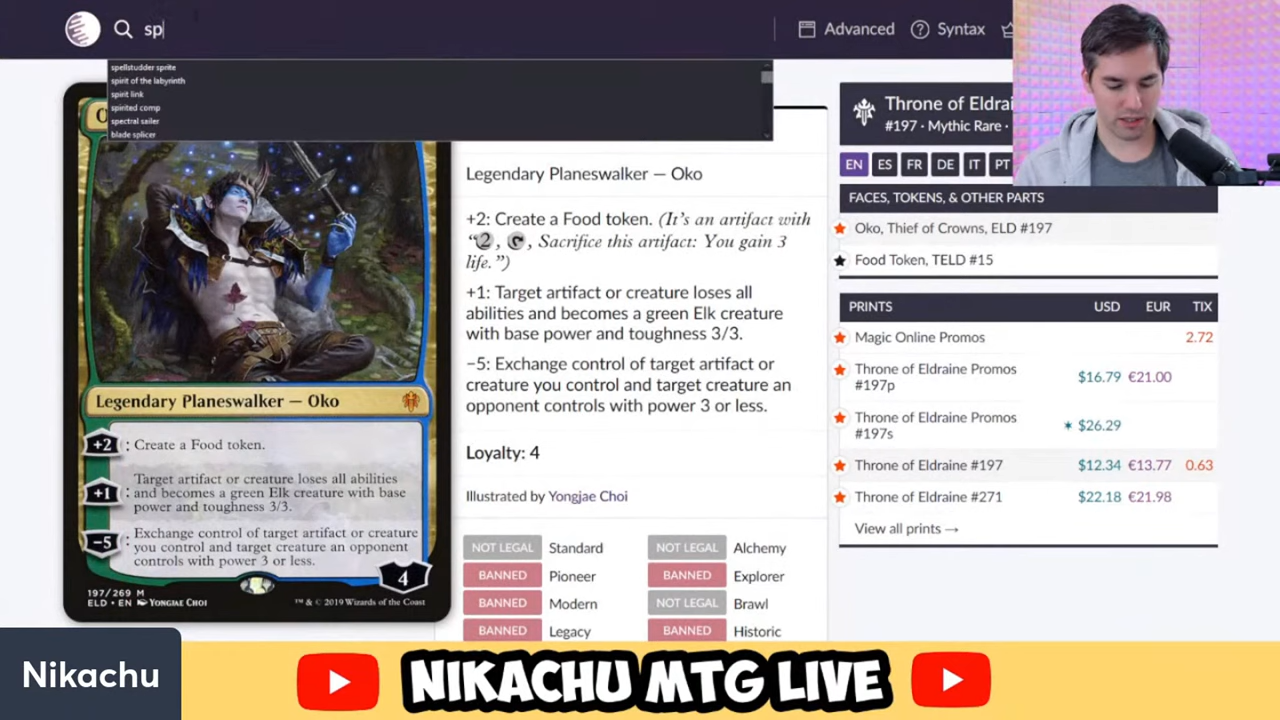 sp
Advanced
Syntax
spellstudder sprite
spirit of the labyrinth
spirit link
spirited comp
spectral sailer
blade splicer
O
Legendary Planeswalker — Oko
+2
: Create a Food token.
+1
: Target artifact or creature loses all abilities
and becomes a green Elk creature with base
power and toughness 3/3.
−5
: Exchange control of target artifact or creature
you control and target creature an opponent
controls with power 3 or less.
4
197/269 M
ELD • EN YONGJAE CHOI
™ & © 2019 Wizards of the Coast
Legendary Planeswalker — Oko
+2: Create a Food token. (It's an artifact with
“2, , Sacrifice this artifact: You gain 3
life.”)
+1: Target artifact or creature loses all
abilities and becomes a green Elk creature
with base power and toughness 3/3.
−5: Exchange control of target artifact or
creature you control and target creature an
opponent controls with power 3 or less.
Loyalty: 4
Illustrated by Yongjae Choi
NOT LEGAL Standard NOT LEGAL Alchemy
BANNED Pioneer BANNED Explorer
BANNED Modern NOT LEGAL Brawl
BANNED Legacy BANNED Historic
Throne of Eldraine
#197 · Mythic Rare ·
EN ES FR DE IT PT
FACES, TOKENS, & OTHER PARTS
Oko, Thief of Crowns, ELD #197
Food Token, TELD #15
PRINTS USD EUR TIX
Magic Online Promos 2.72
Throne of Eldraine Promos
#197p $16.79 €21.00
Throne of Eldraine Promos
#197s $26.29
Throne of Eldraine #197 $12.34 €13.77 0.63
Throne of Eldraine #271 $22.18 €21.98
View all prints →
Nikachu
NIKACHU MTG LIVE